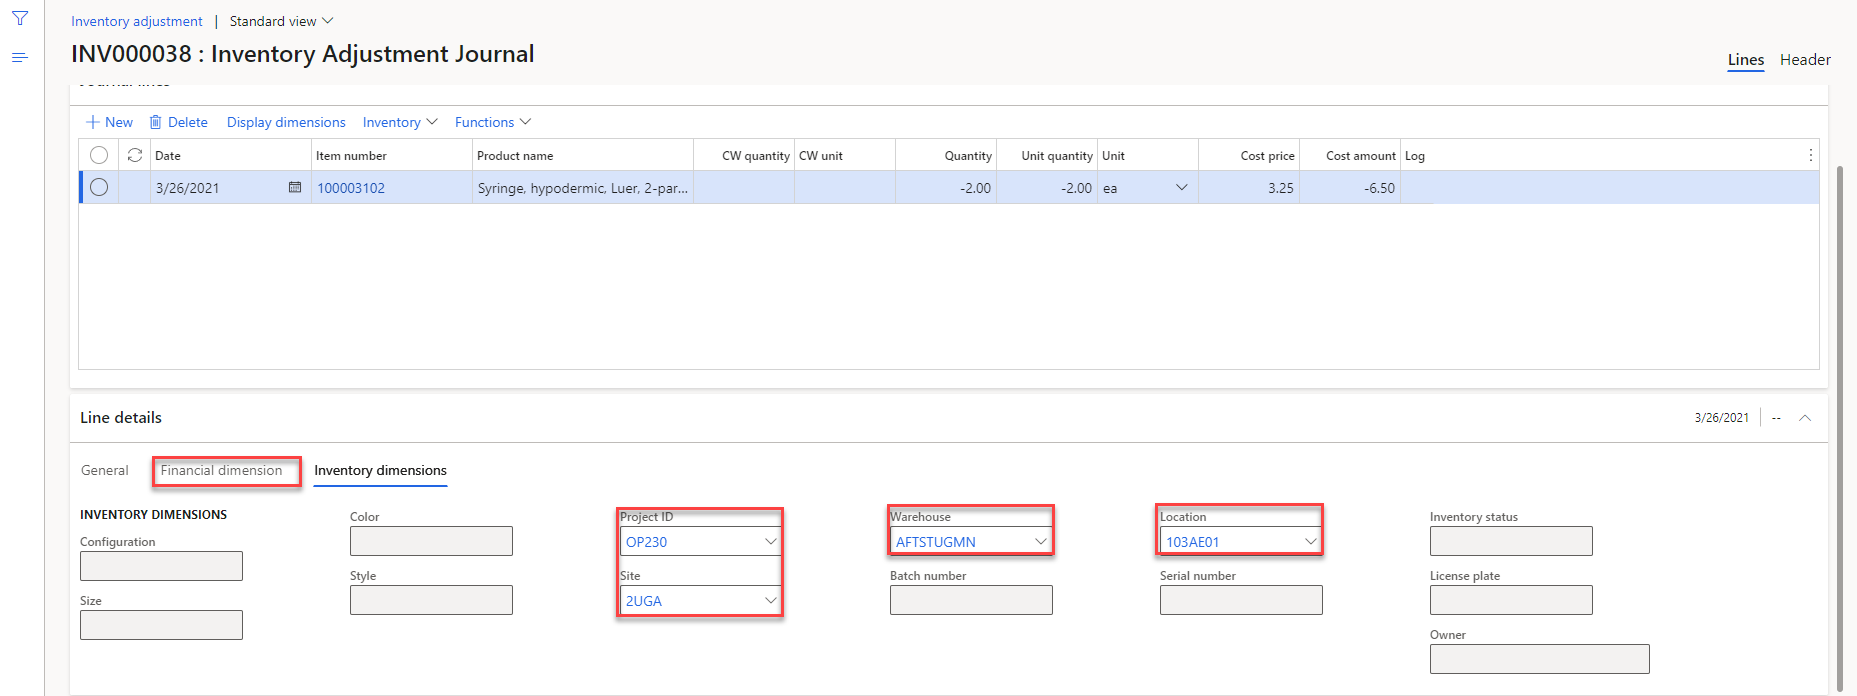 Inventory adjustment | Standard view
INV000038 : Inventory Adjustment Journal
Lines Header
Journal lines
New Delete Display dimensions Inventory Functions
Date Item number Product name CW quantity CW unit Quantity Unit quantity Unit Cost price Cost amount Log
3/26/2021 100003102 Syringe, hypodermic, Luer, 2-par... -2.00 -2.00 ea 3.25 -6.50
Line details 3/26/2021 | --
General Financial dimension Inventory dimensions
INVENTORY DIMENSIONS
Configuration
Size
Color
Style
Project ID
OP230
Site
2UGA
Warehouse
AFTSTUGMN
Batch number
Location
103AE01
Serial number
Inventory status
License plate
Owner